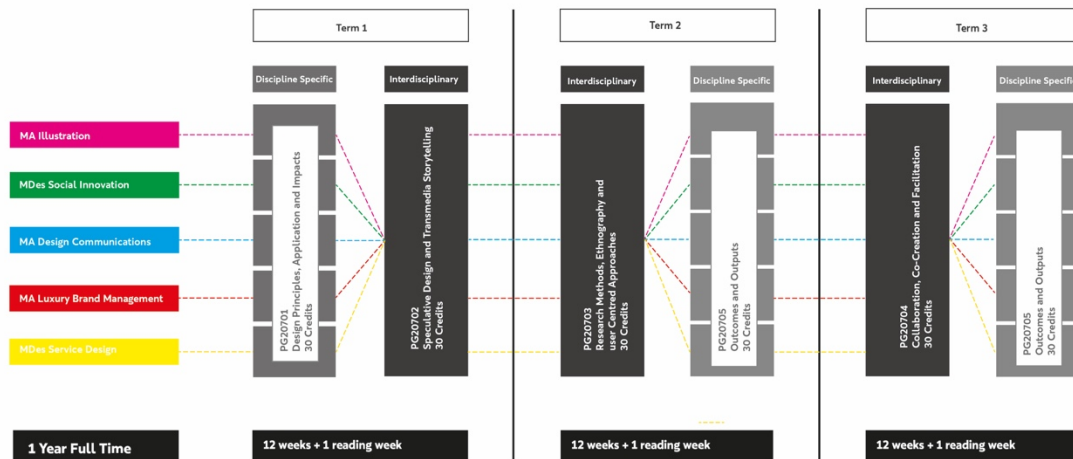 Term 1
Term 2
Term 3
Discipline Specific
Interdisciplinary
Interdisciplinary
Discipline Specific
Interdisciplinary
Discipline Specific
MA Illustration
MDes Social Innovation
MA Design Communications
MA Luxury Brand Management
MDes Service Design
PG20701
Design Principles, Application and Impacts
30 Credits
PG20702
Speculative Design and Transmedia Storytelling
30 Credits
PG20703
Research Methods, Ethnography and
user Centred Approaches
30 Credits
PG20705
Outcomes and Outputs
30 Credits
PG20704
Collaboration, Co-Creation and Facilitation
30 Credits
PG20705
Outcomes and Outputs
30 Credits
1 Year Full Time
12 weeks + 1 reading week
12 weeks + 1 reading week
12 weeks + 1 reading week